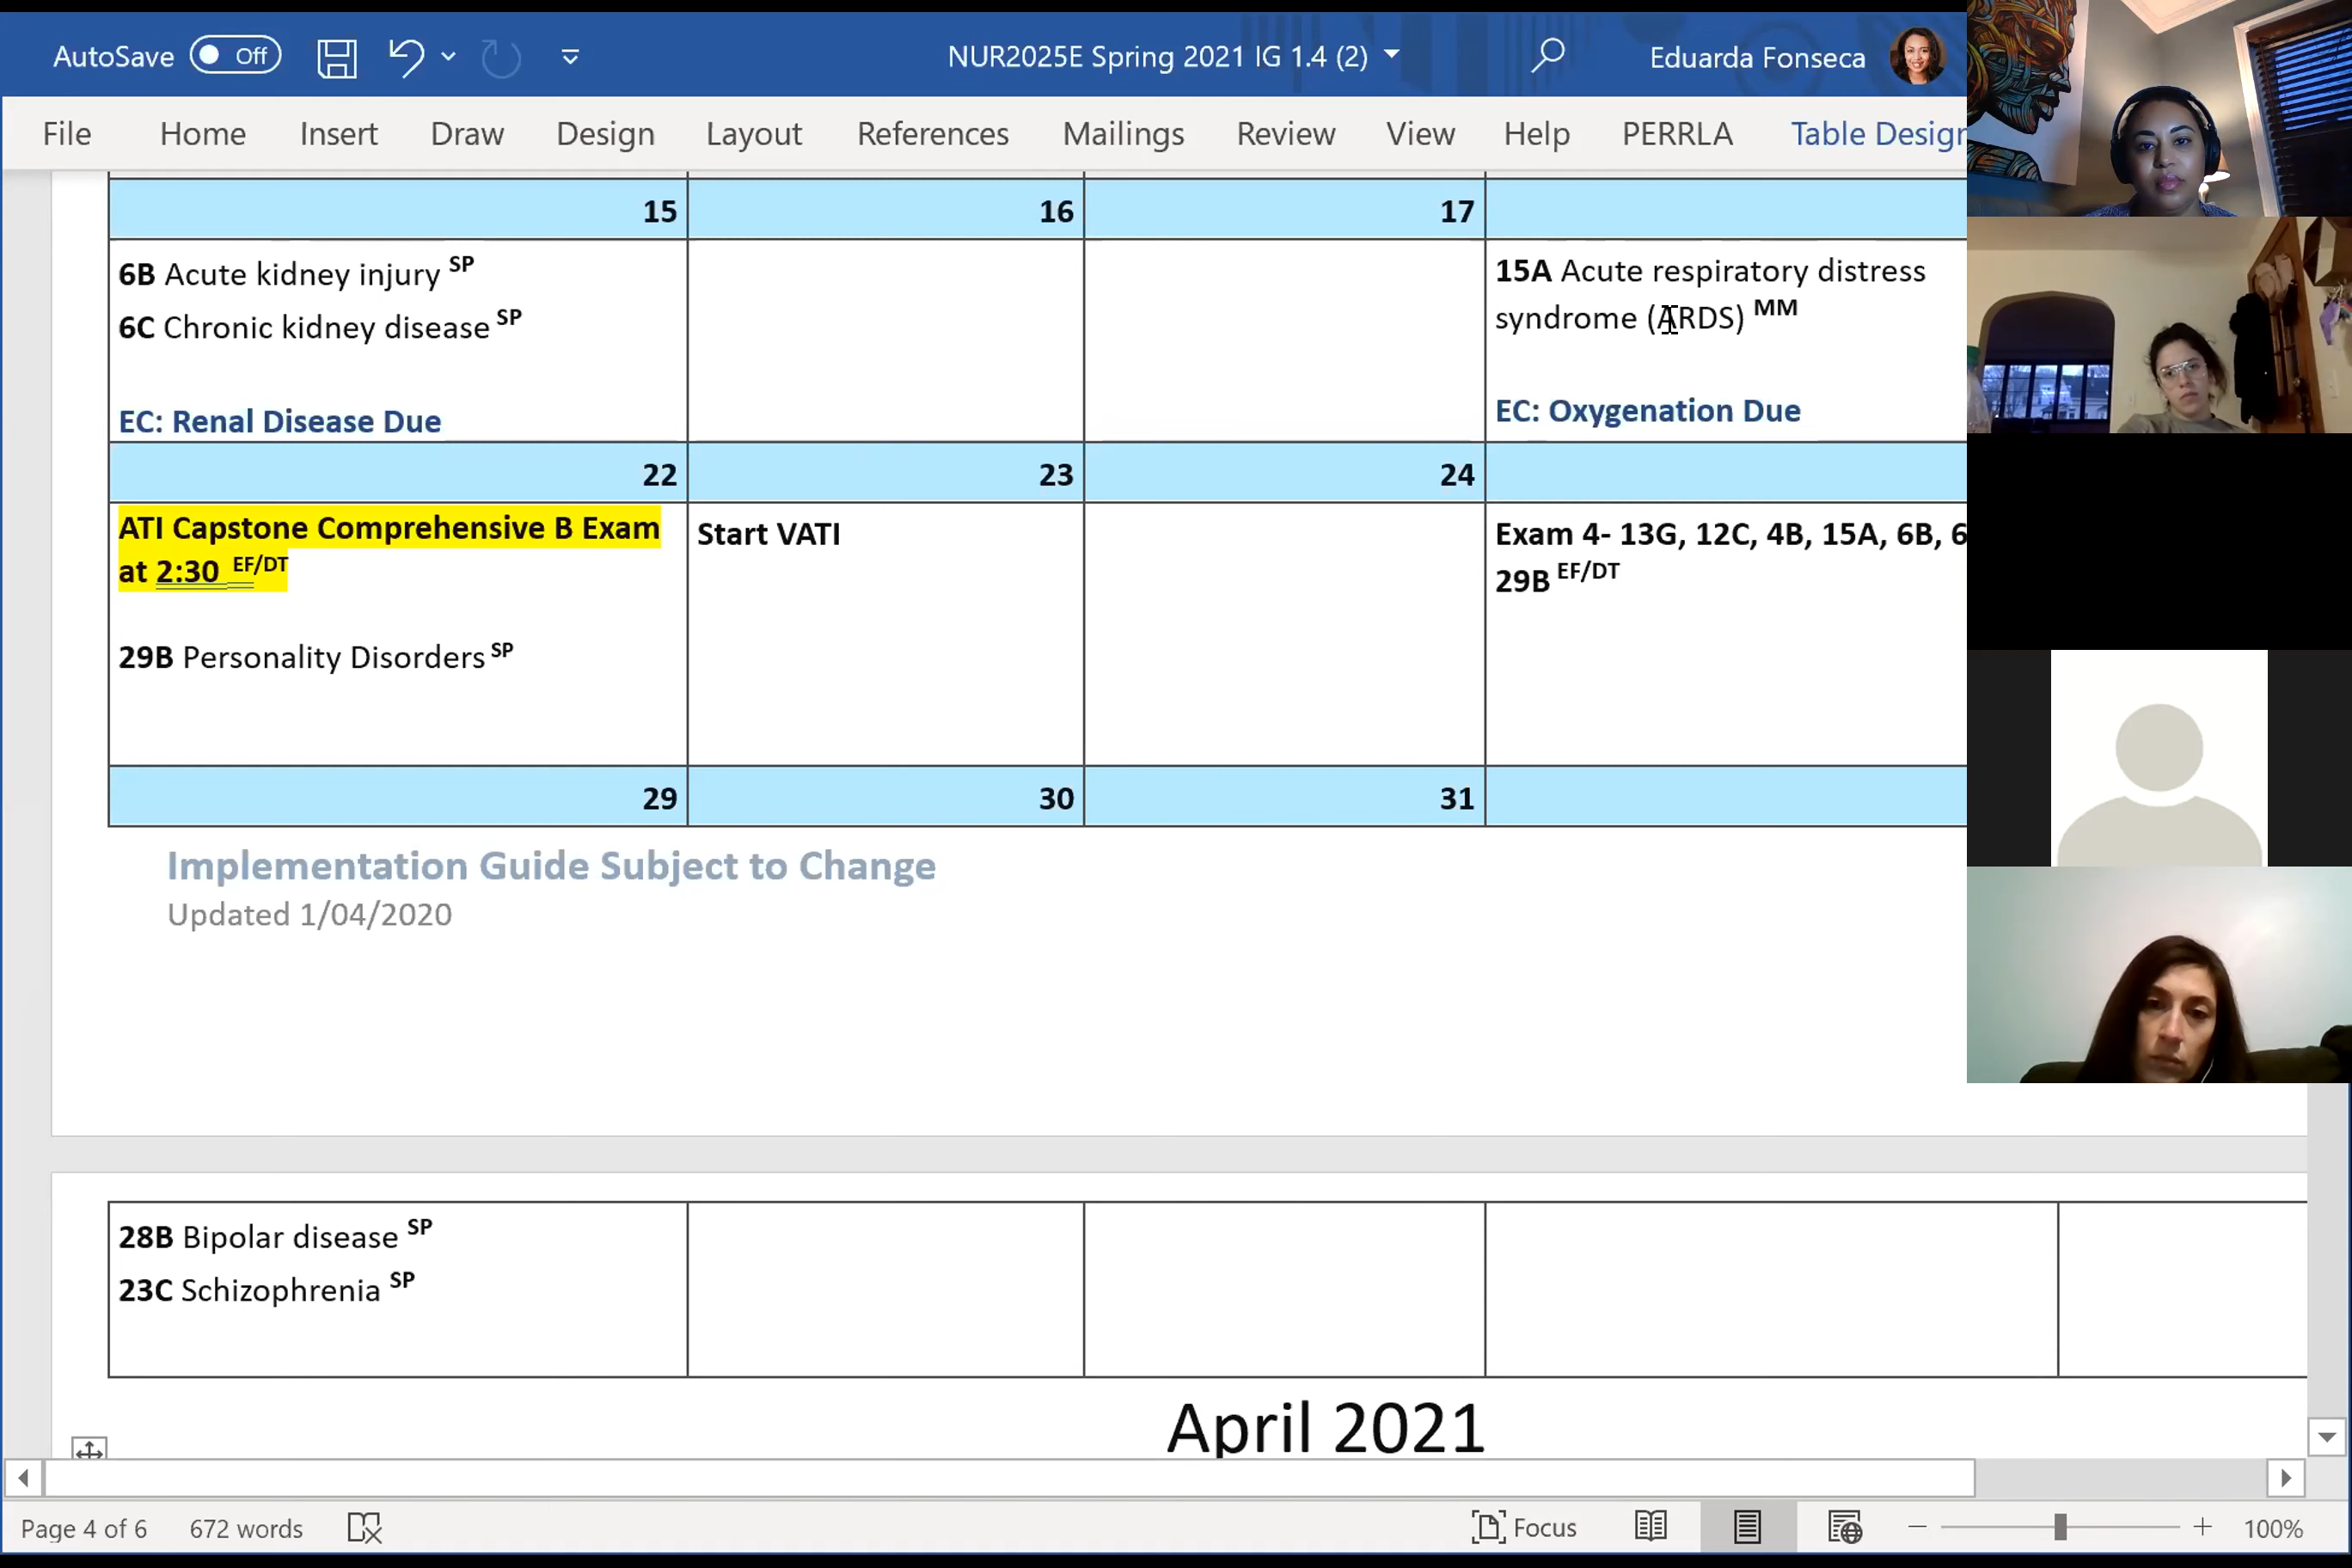 AutoSave Off NUR2025E Spring 2021 IG 1.4 (2) Eduarda Fonseca
File Home Insert Draw Design Layout References Mailings Review View Help PERRLA Table Design
15 16 17
6B Acute kidney injury SP
6C Chronic kidney disease SP
EC: Renal Disease Due
15A Acute respiratory distress
syndrome (ARDS) MM
EC: Oxygenation Due
22 23 24
ATI Capstone Comprehensive B Exam
at 2:30 EF/DT
29B Personality Disorders SP
Start VATI
Exam 4- 13G, 12C, 4B, 15A, 6B, 6
29B EF/DT
29 30 31
Implementation Guide Subject to Change
Updated 1/04/2020
28B Bipolar disease SP
23C Schizophrenia SP
April 2021
Page 4 of 6 672 words Focus 100%